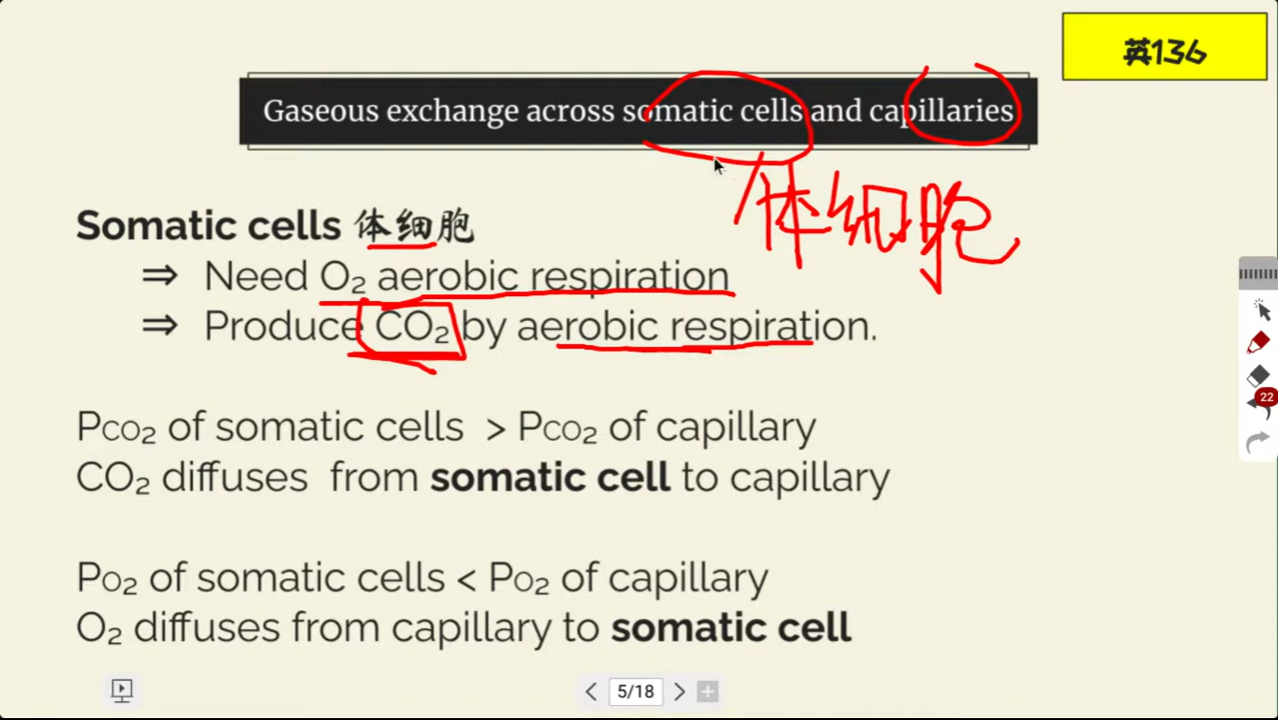 英136
Gaseous exchange across somatic cells and capillaries
体细胞
Somatic cells 体细胞
⇒ Need O₂ aerobic respiration
⇒ Produce CO₂ by aerobic respiration.
PCO₂ of somatic cells > PCO₂ of capillary
CO₂ diffuses from somatic cell to capillary
PO₂ of somatic cells < PO₂ of capillary
O₂ diffuses from capillary to somatic cell
22
5/18